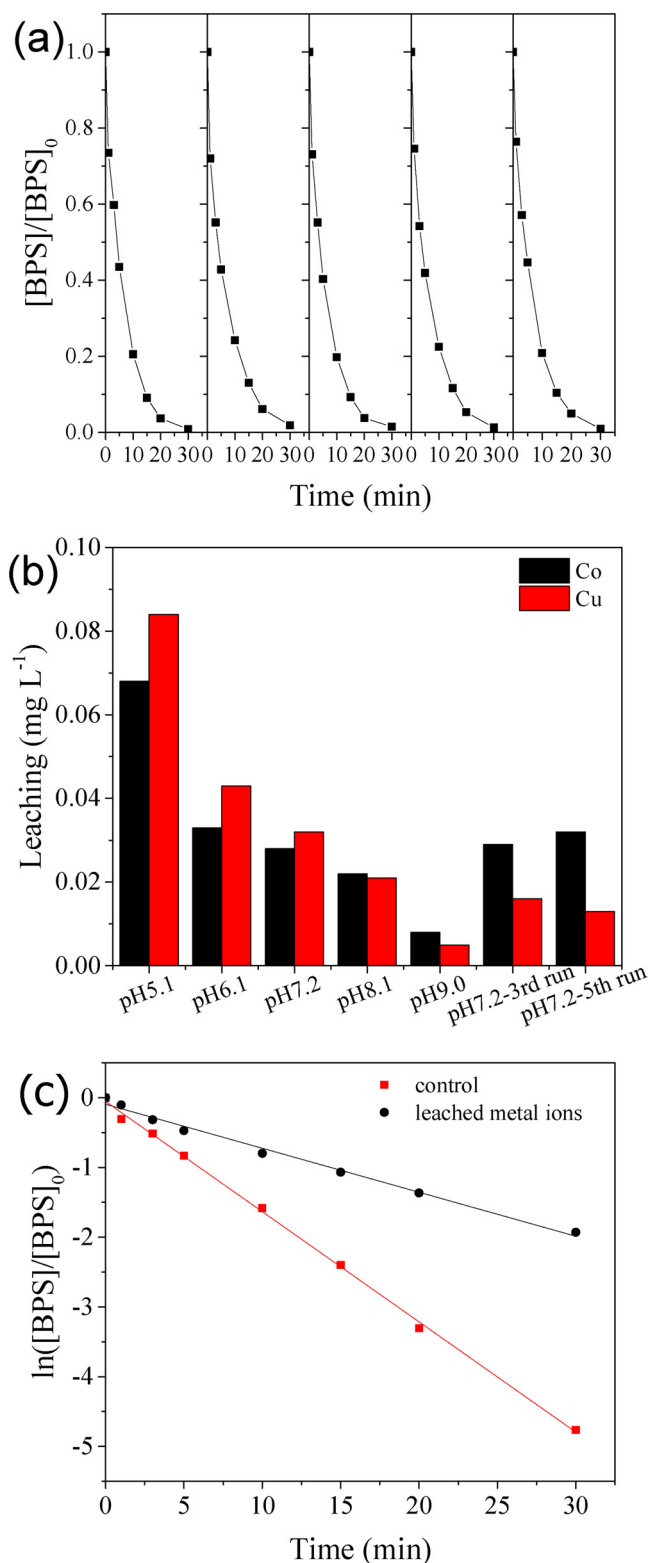 (a)
1.0
0.8
0.6
0.4
0.2
0.0
[BPS]/[BPS]0
0 10 20 30 0 10 20 30 0 10 20 30 0 10 20 30 0 10 20 30
Time (min)
(b)
0.10
0.08
0.06
0.04
0.02
0.00
Leaching (mg L-1)
Co
Cu
pH5.1 pH6.1 pH7.2 pH8.1 pH9.0 pH7.2-3rd run pH7.2-5th run
(c)
0
-1
-2
-3
-4
-5
ln([BPS]/[BPS]0)
control
leached metal ions
0 5 10 15 20 25 30
Time (min)